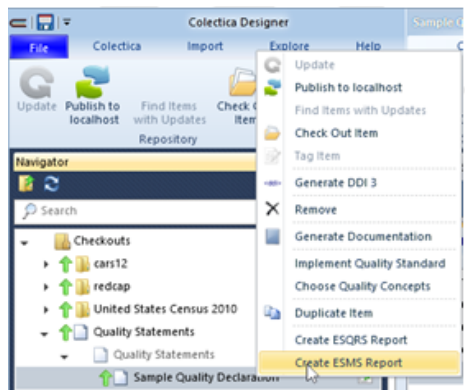 Colectica Designer
Sample Q
File Colectica Import Explore Help
Update Publish to localhost Find Items with Updates Check
Item
Repository
Navigator
Search
Checkouts
cars12
redcap
United States Census 2010
Quality Statements
Quality Statements
Sample Quality Declaration
Update
Publish to localhost
Find Items with Updates
Check Out Item
Tag Item
Generate DDI 3
Remove
Generate Documentation
Implement Quality Standard
Choose Quality Concepts
Duplicate Item
Create ESQRS Report
Create ESMS Report